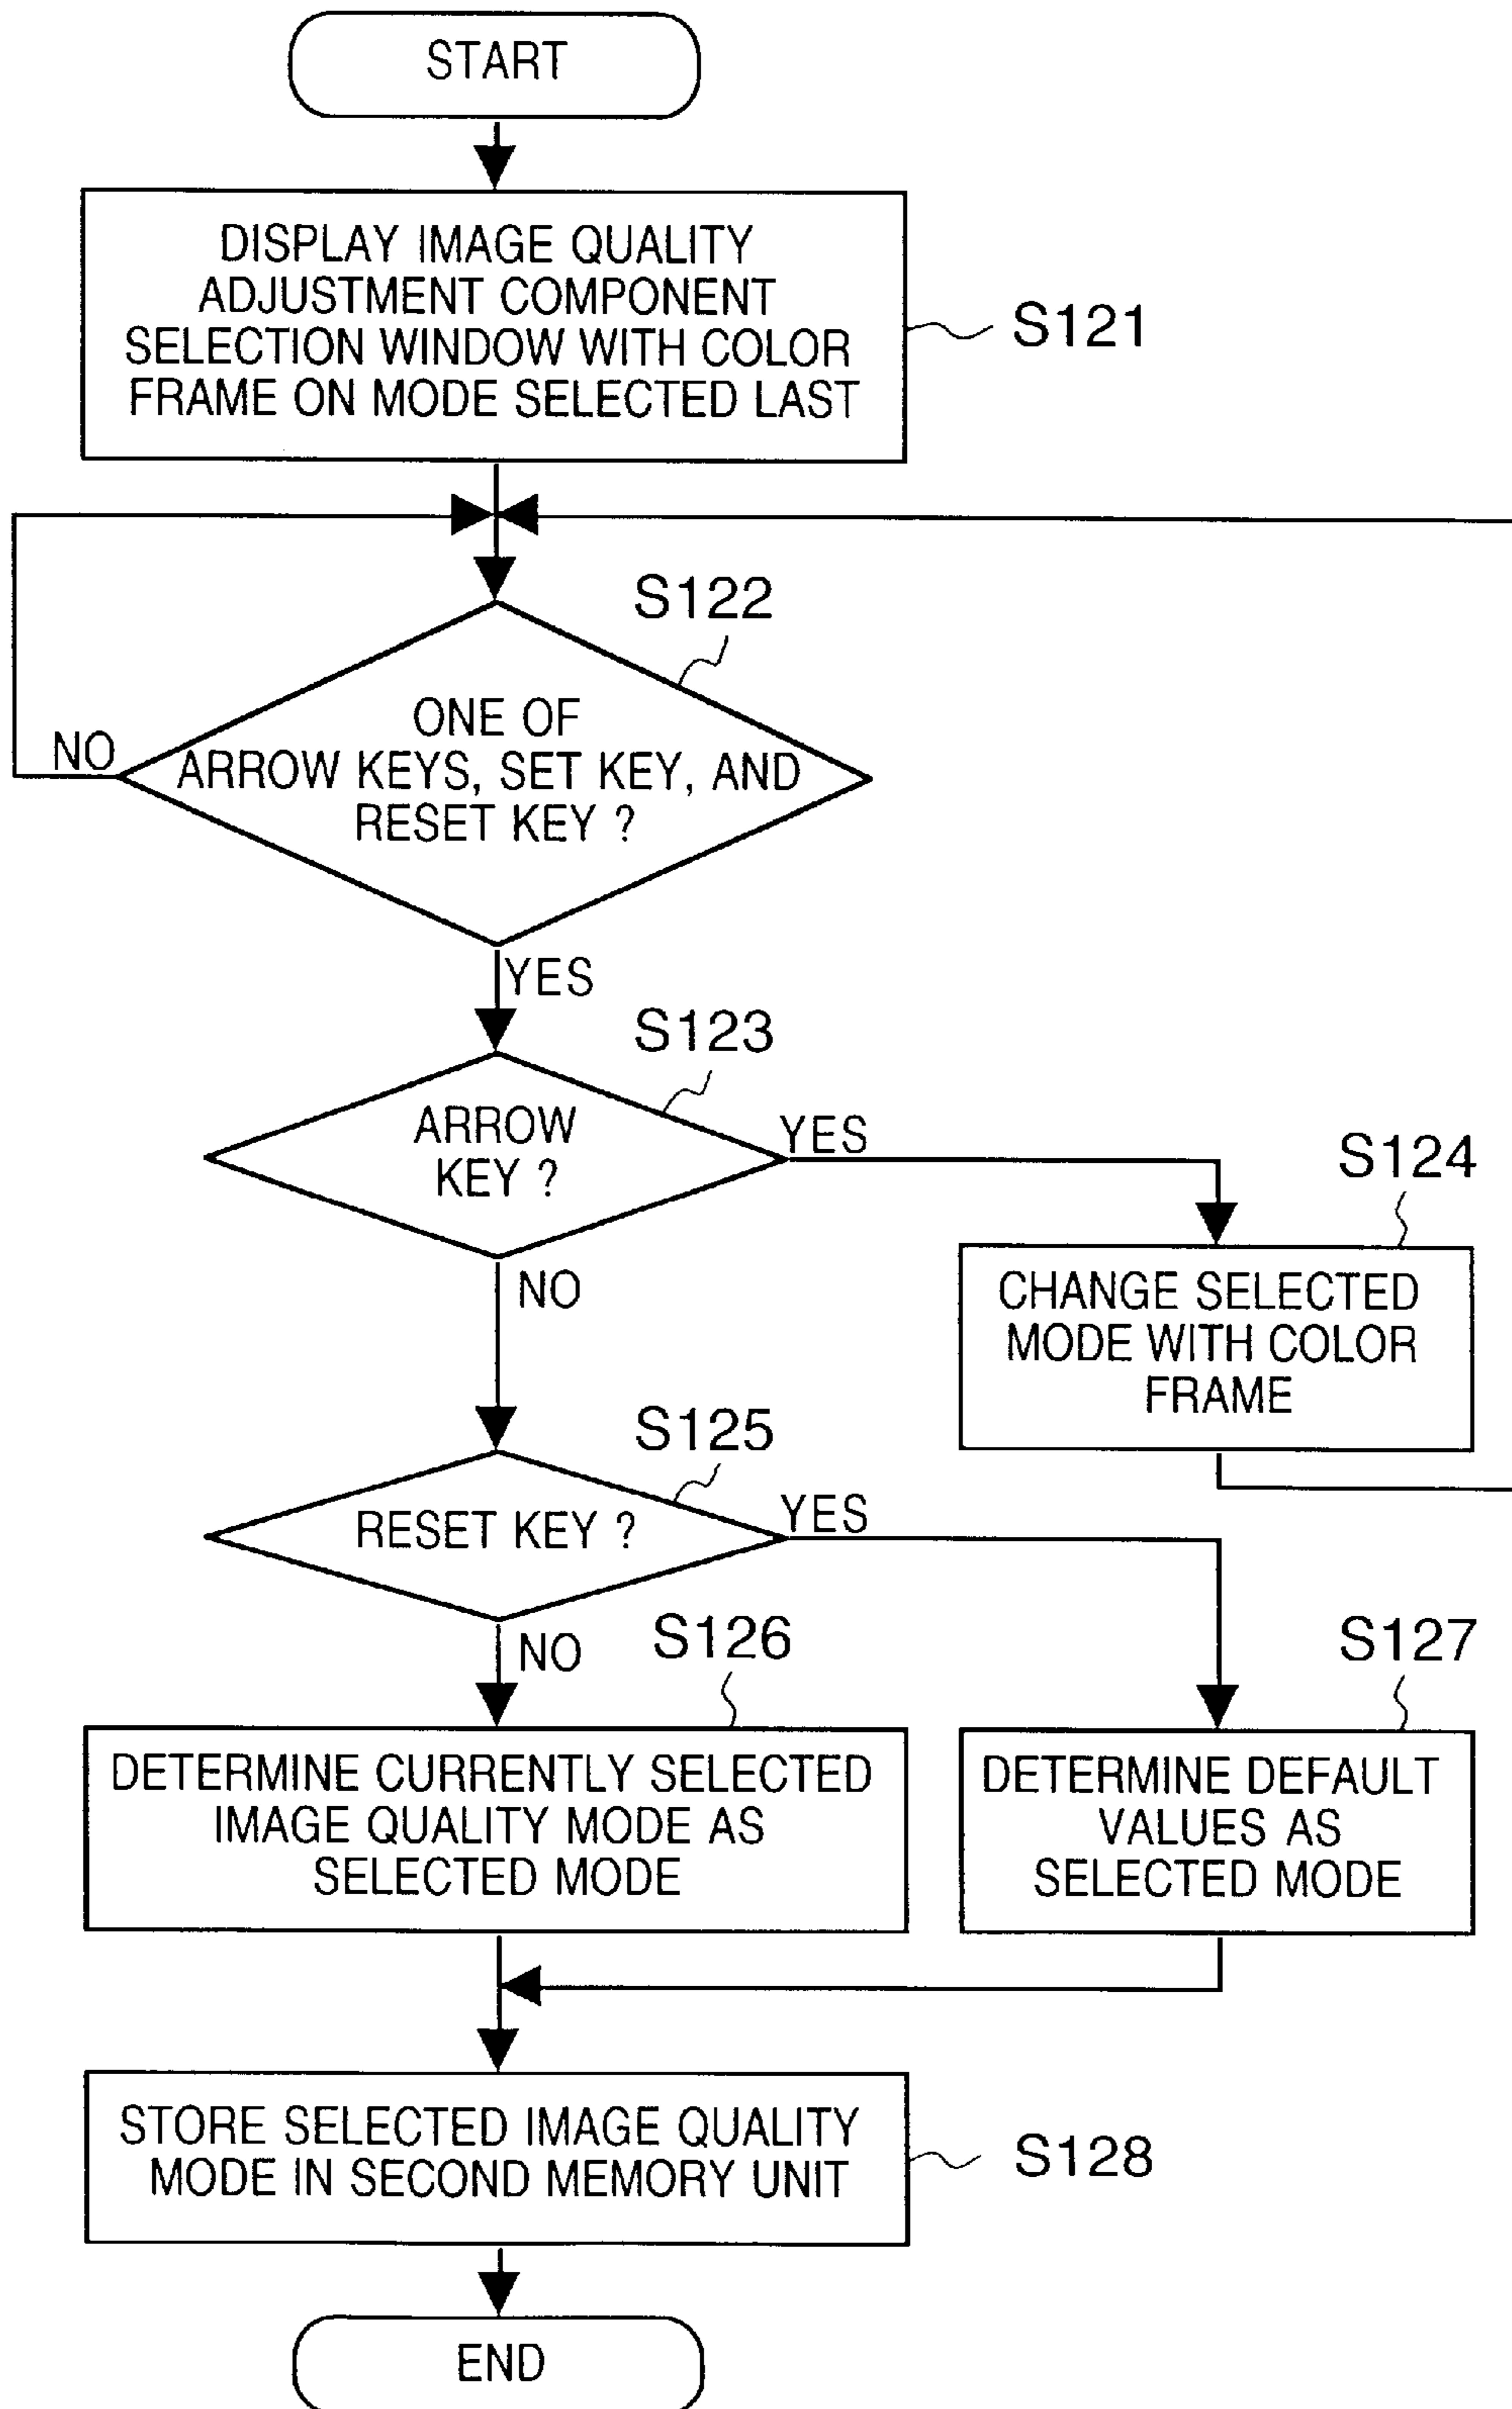 START
DISPLAY IMAGE QUALITY
ADJUSTMENT COMPONENT
SELECTION WINDOW WITH COLOR
FRAME ON MODE SELECTED LAST
S121
S122
ONE OF
ARROW KEYS, SET KEY, AND
RESET KEY ?
NO
YES
S123
ARROW
KEY ?
YES
NO
S124
CHANGE SELECTED
MODE WITH COLOR
FRAME
S125
RESET KEY ?
YES
NO
S126
DETERMINE CURRENTLY SELECTED
IMAGE QUALITY MODE AS
SELECTED MODE
S127
DETERMINE DEFAULT
VALUES AS
SELECTED MODE
STORE SELECTED IMAGE QUALITY
MODE IN SECOND MEMORY UNIT
S128
END